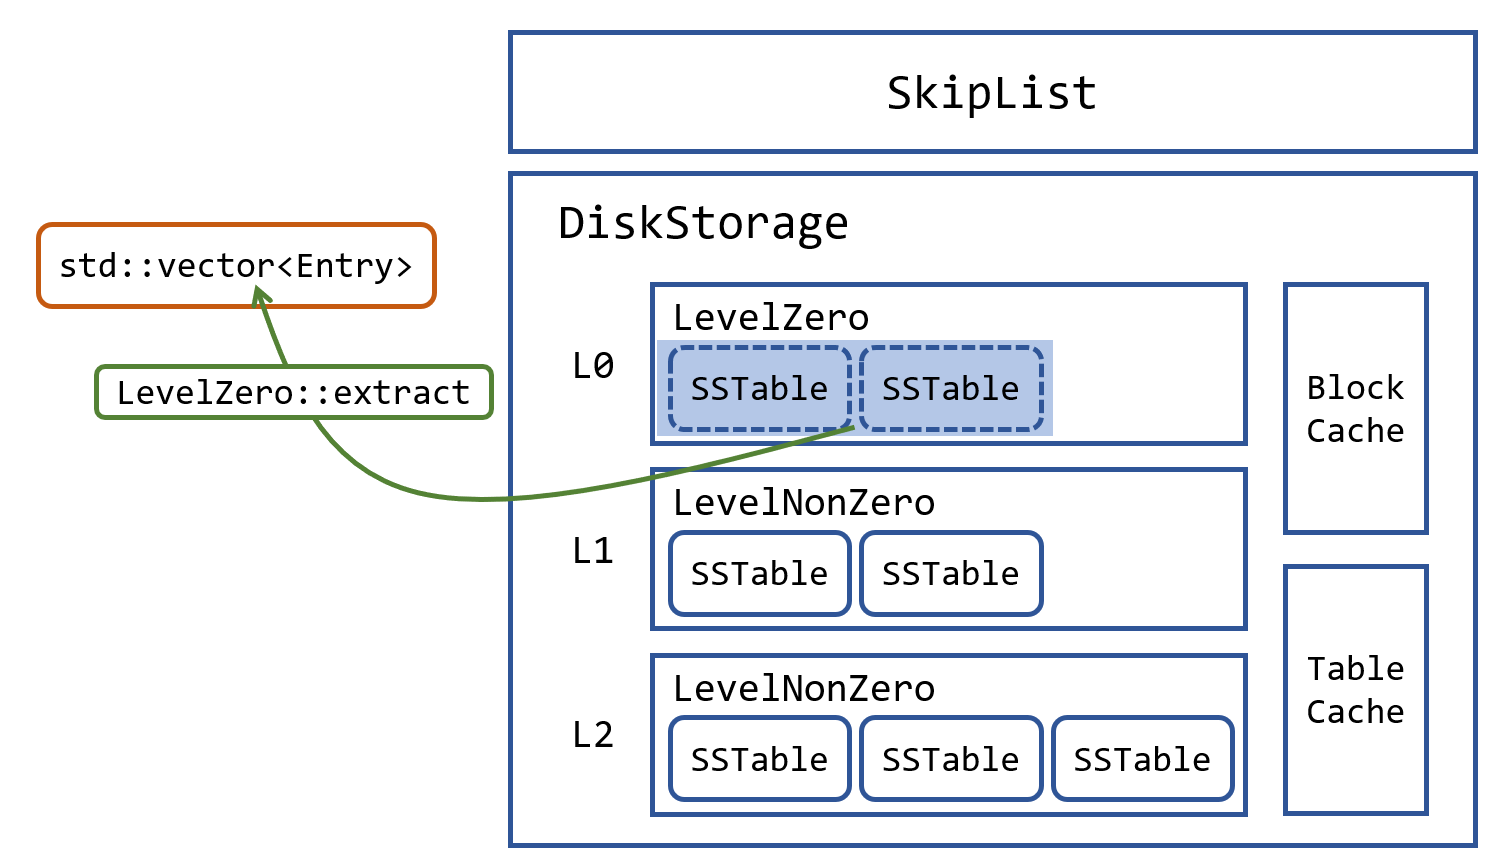 SkipList
DiskStorage
std::vector<Entry>
LevelZero::extract
L0
LevelZero
SSTable SSTable
L1
LevelNonZero
SSTable SSTable
L2
LevelNonZero
SSTable SSTable SSTable
Block
Cache
Table
Cache